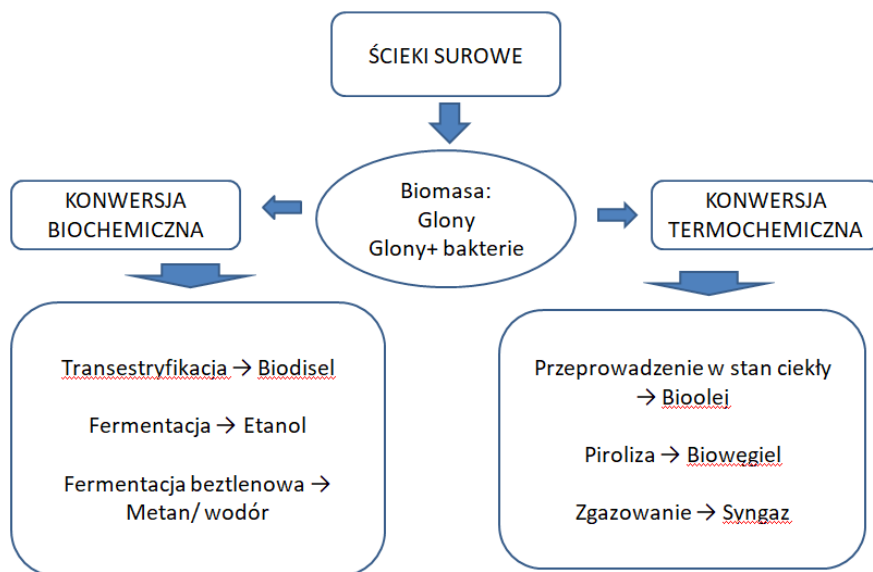 ŚCIEKI SUROWE
Biomasa:
Glony
Glony+ bakterie
KONWERSJA
BIOCHEMICZNA
KONWERSJA
TERMOCHEMICZNA
Transestryfikacja → Biodisel
Fermentacja → Etanol
Fermentacja beztlenowa →
Metan/ wodór
Przeprowadzenie w stan ciekły
→ Bioolej
Piroliza → Biowęgiel
Zgazowanie → Syngaz